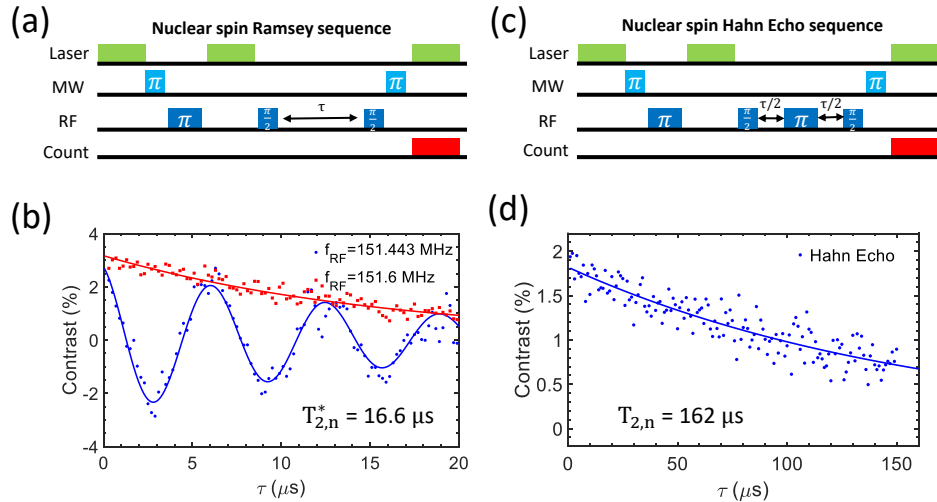 (a)
Nuclear spin Ramsey sequence
Laser
MW
π
π
RF
π
π/2
τ
π/2
Count
(c)
Nuclear spin Hahn Echo sequence
Laser
MW
π
π
RF
π
π/2
τ/2
π
τ/2
π/2
Count
(b)
4
2
0
-2
-4
Contrast (%)
f_RF=151.443 MHz
f_RF=151.6 MHz
T*_2,n = 16.6 μs
0 5 10 15 20
τ (μs)
(d)
2
1.5
1
0.5
0
Contrast (%)
Hahn Echo
T_2,n = 162 μs
0 50 100 150
τ (μs)